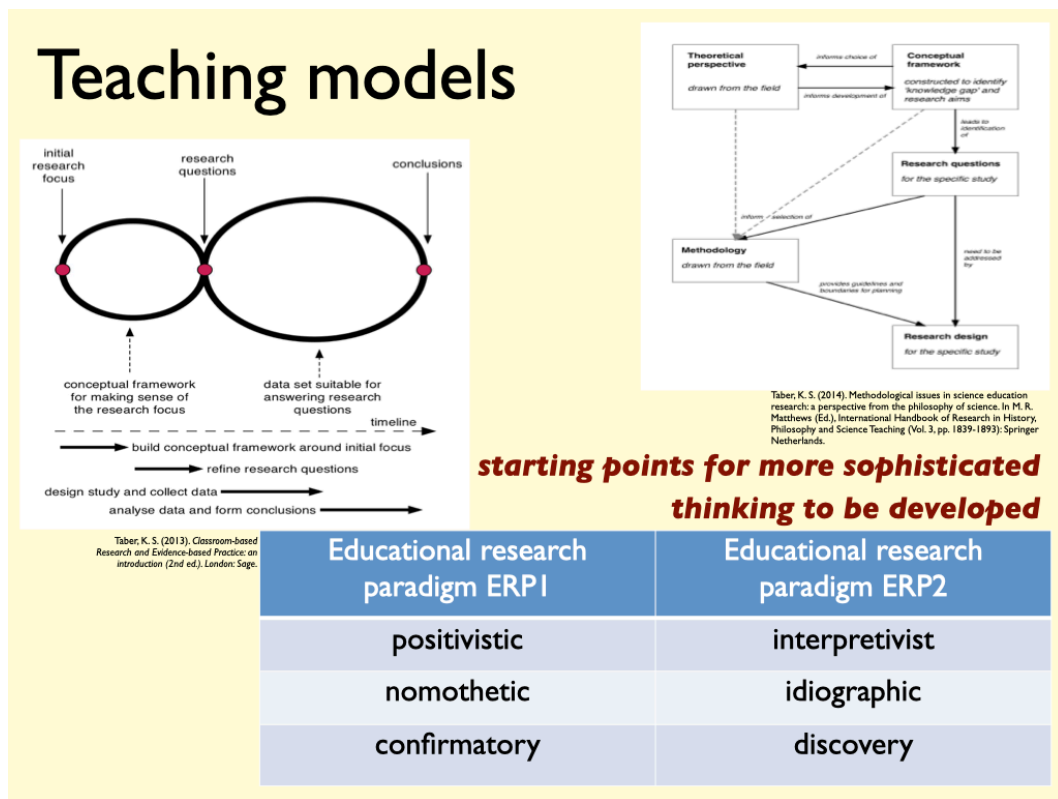 Teaching models
initial
research
focus
research
questions
conclusions
conceptual framework
for making sense of
the research focus
data set suitable for
answering research
questions
timeline
build conceptual framework around initial focus
refine research questions
design study and collect data
analyse data and form conclusions
Taber, K. S. (2013). Classroom-based
Research and Evidence-based Practice: an
introduction (2nd ed.). London: Sage.
Theoretical
perspective
drawn from the field
informs choice of
informs development of
Conceptual
framework
constructed to identify
'knowledge gap' and
research aims
leads to
identification
of
Research questions
for the specific study
inform selection of
Methodology
drawn from the field
need to be
addressed
by
provides guidelines and
boundaries for planning
Research design
for the specific study
Taber, K. S. (2014). Methodological issues in science education
research: a perspective from the philosophy of science. In M. R.
Matthews (Ed.), International Handbook of Research in History,
Philosophy and Science Teaching (Vol. 3, pp. 1839-1893): Springer
Netherlands.
starting points for more sophisticated
thinking to be developed
Educational research
paradigm ERP1
Educational research
paradigm ERP2
positivistic
interpretivist
nomothetic
idiographic
confirmatory
discovery